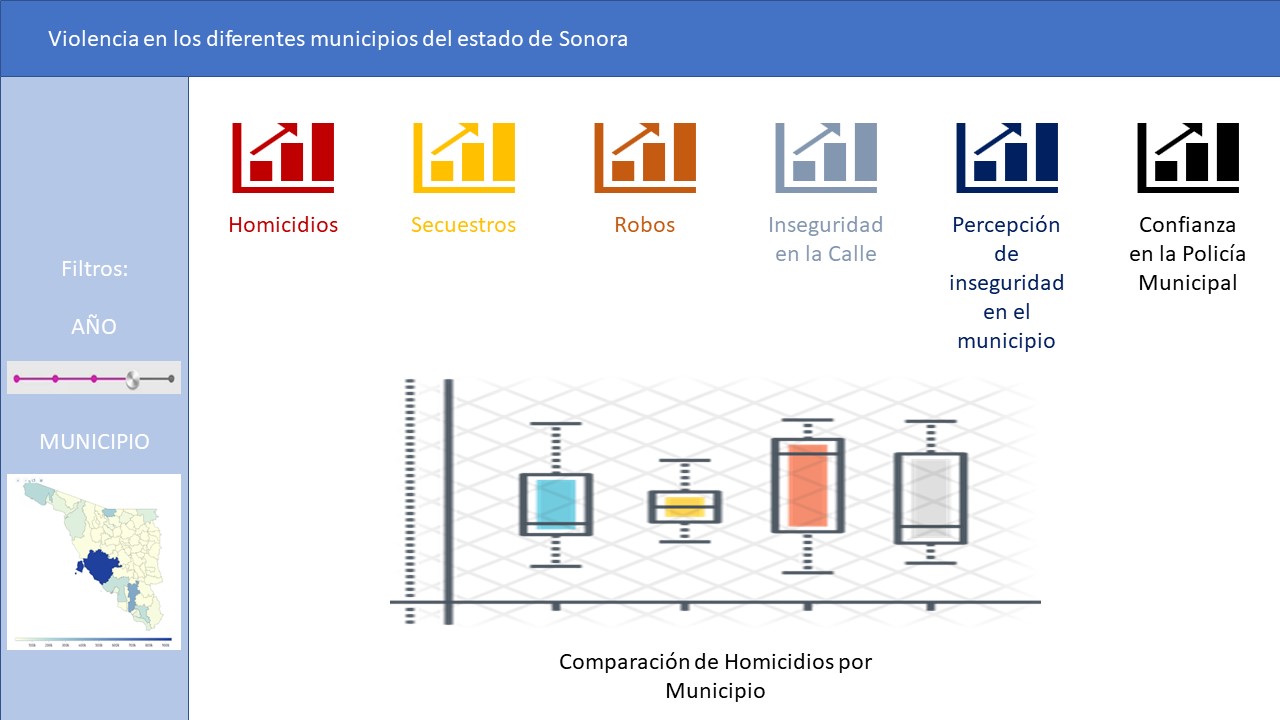 Violencia en los diferentes municipios del estado de Sonora
Homicidios
Secuestros
Robos
Inseguridad
en la Calle
Percepción
de
inseguridad
en el
municipio
Confianza
en la Policía
Municipal
Filtros:
AÑO
MUNICIPIO
Comparación de Homicidios por
Municipio